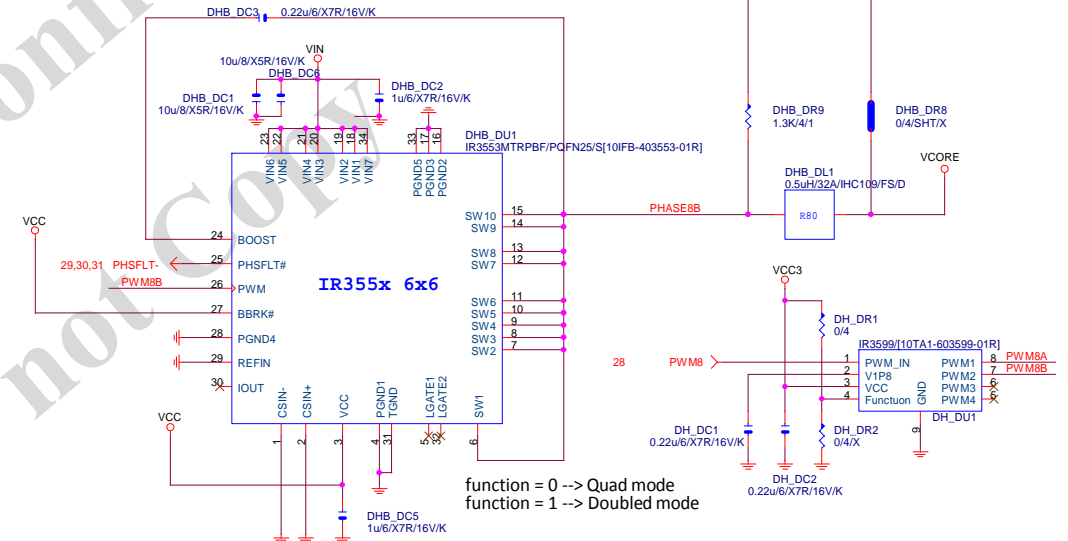 DHB_DC3
0.22u/6/X7R/16V/K
VIN
10u/8/X5R/16V/K
DHB_DC6
DHB_DC1
10u/8/X5R/16V/K
DHB_DC2
1u/6/X7R/16V/K
DHB_DR9
1.3K/4/1
DHB_DR8
0/4/SHT/X
DHB_DU1
IR3553MTRPBF/PQFN25/S[10IFB-403553-01R]
23
22
21
20
19
18
34
33
17
16
VIN6
VIN5
VIN4
VIN3
VIN2
VIN1
VIN7
PGND5
PGND3
PGND2
VCORE
DHB_DL1
0.5uH/32A/IHC109/FS/D
R80
PHASE8B
SW10 15
SW9 14
SW8 13
SW7 12
SW6 11
SW5 10
SW4 9
SW3 8
SW2 7
VCC
24 BOOST
29,30,31 PHSFLT- 25 PHSFLT#
PWM8B 26 PWM
27 BBRK#
28 PGND4
29 REFIN
30 IOUT
IR355x 6x6
VCC
CSIN-
CSIN+
VCC
PGND1
TGND
LGATE1
LGATE2
SW1
1
2
3
4
31
5
32
6
DHB_DC5
1u/6/X7R/16V/K
VCC3
DH_DR1
0/4
IR3599/[10TA1-603599-01R]
28 PWM8
1 PWM_IN
2 V1P8
3 VCC
4 Functuon
GND
9
PWM1 8 PWM8A
PWM2 7 PWM8B
PWM3 6
PWM4 5
DH_DU1
DH_DC1
0.22u/6/X7R/16V/K
DH_DR2
0/4/X
DH_DC2
0.22u/6/X7R/16V/K
function = 0 --> Quad mode
function = 1 --> Doubled mode
not Copy